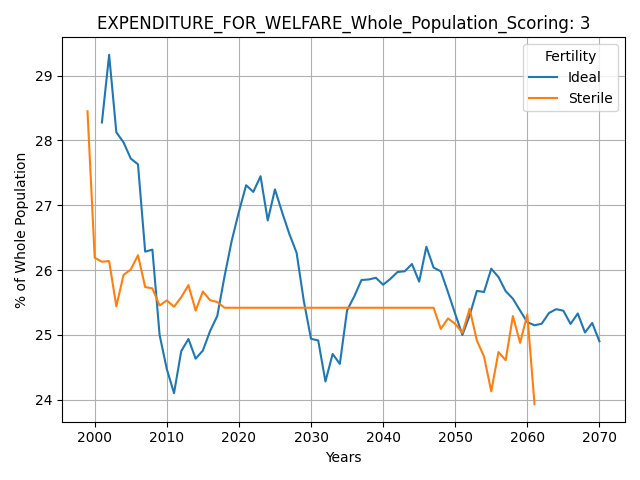 EXPENDITURE_FOR_WELFARE_Whole_Population_Scoring: 3
Fertility
Ideal
Sterile
% of Whole Population
29
28
27
26
25
24
2000 2010 2020 2030 2040 2050 2060 2070
Years